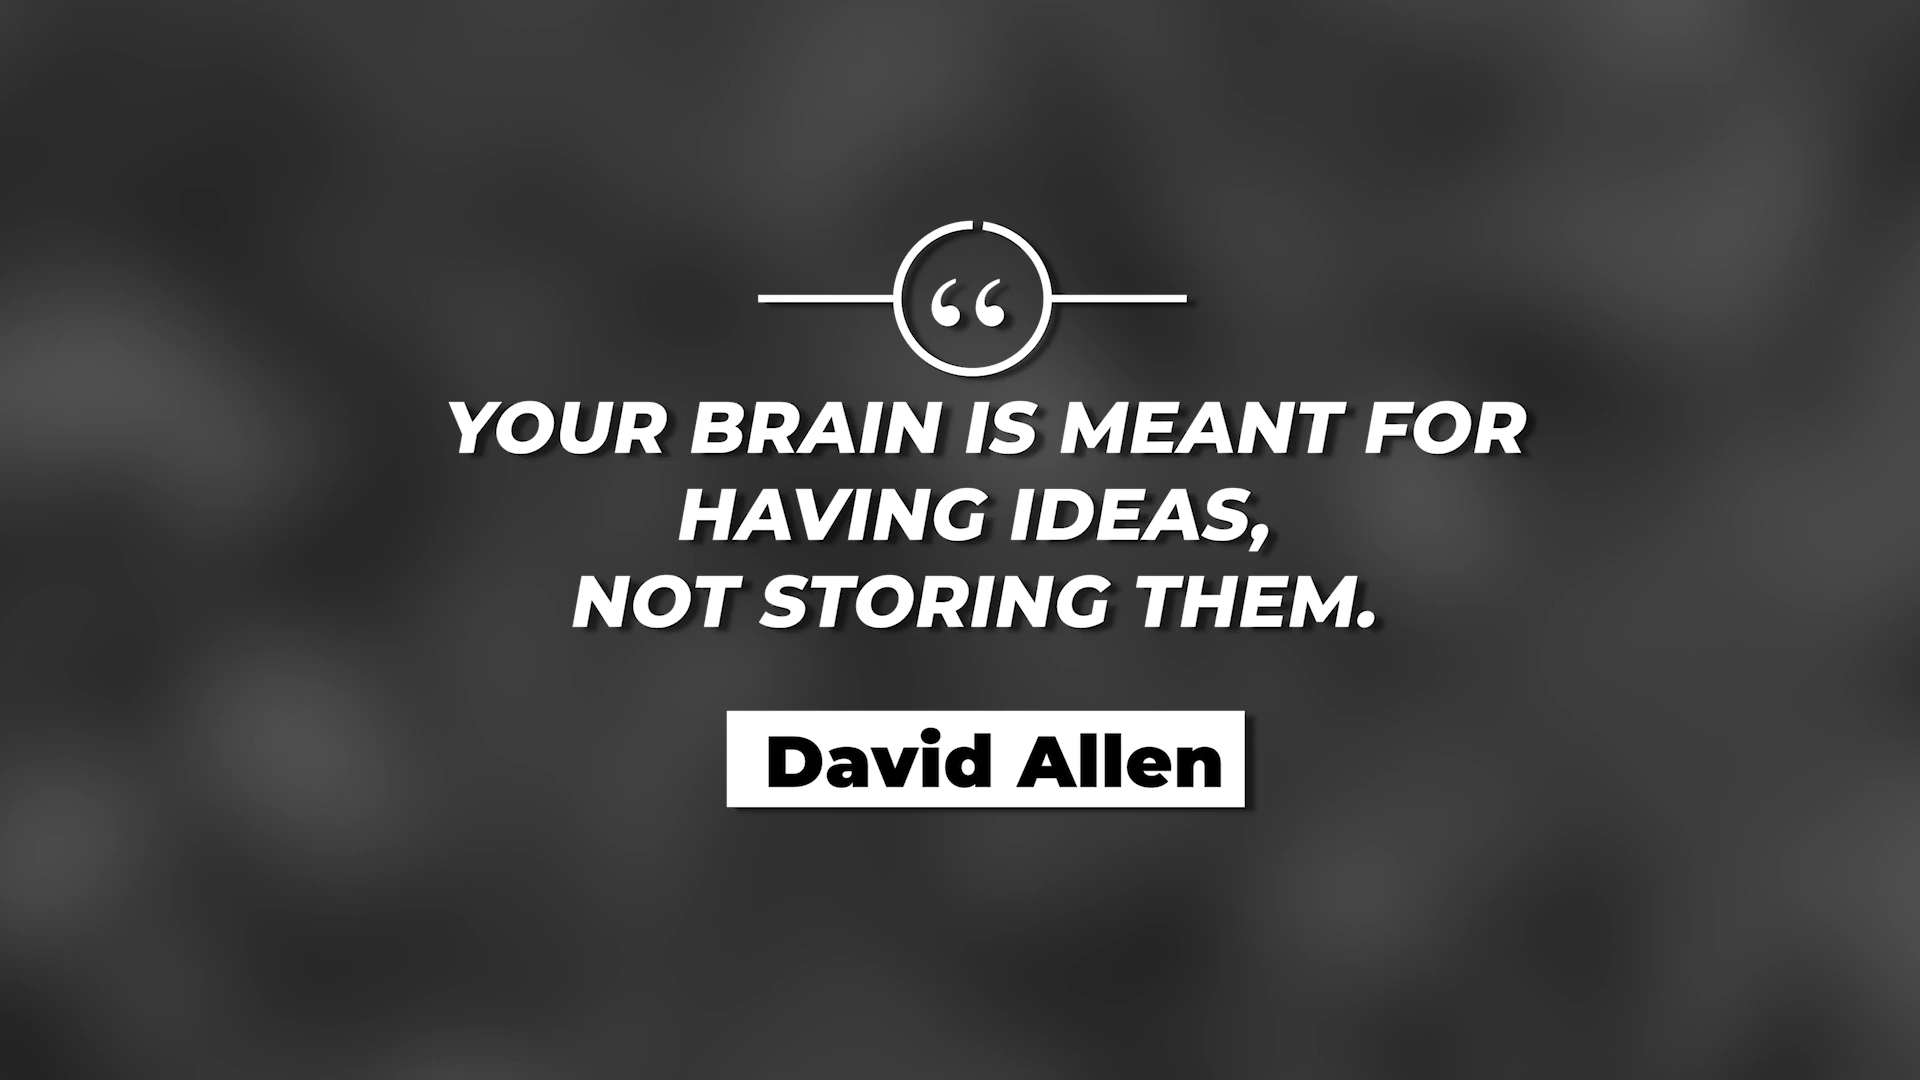 “
YOUR BRAIN IS MEANT FOR
HAVING IDEAS,
NOT STORING THEM.
David Allen